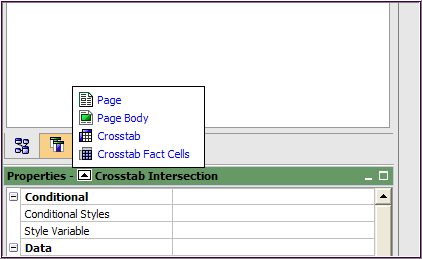 Page
Page Body
Crosstab
Crosstab Fact Cells
Properties - Crosstab Intersection
Conditional
Conditional Styles
Style Variable
Data